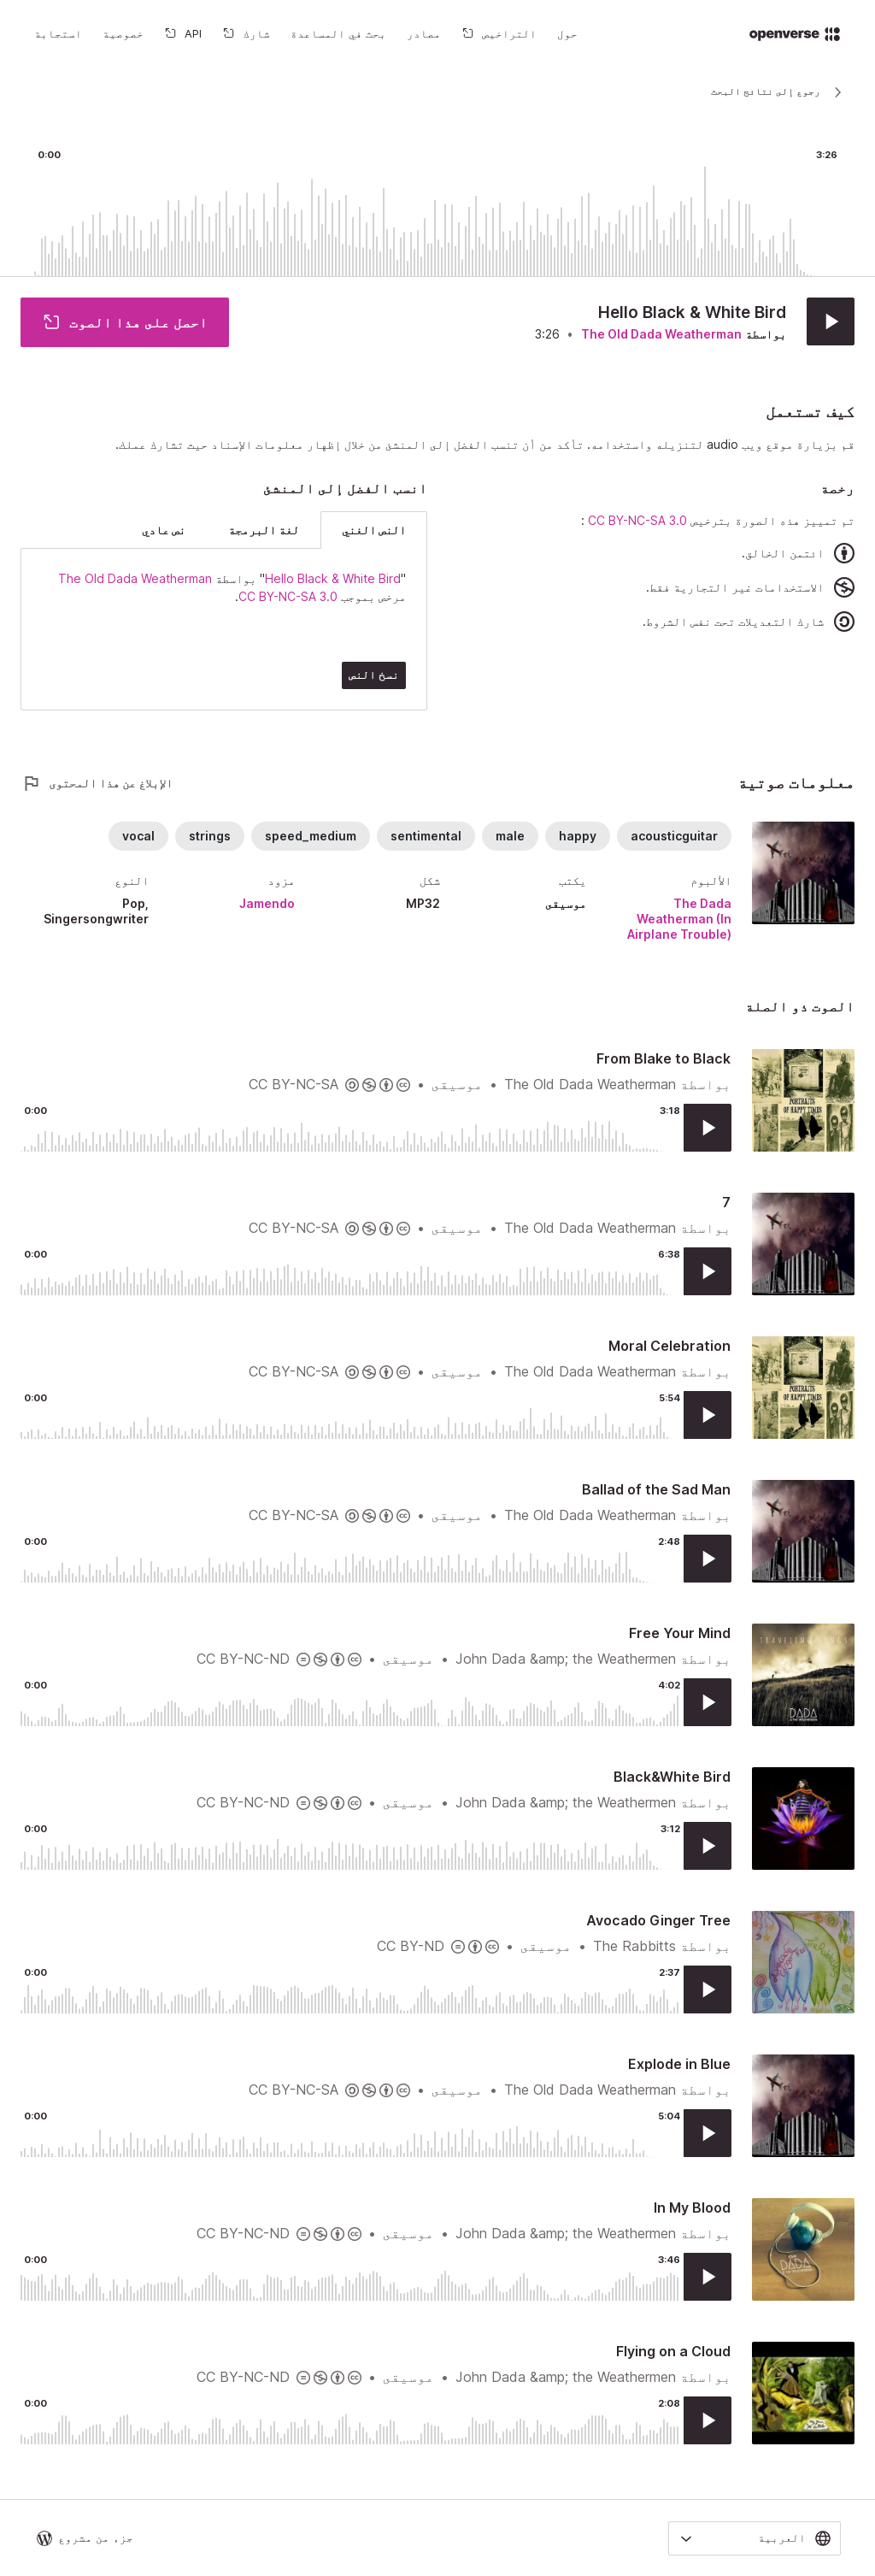 openverse
حول
التراخيص
مصادر
بحث في المساعدة
شارك
API
خصوصية
استجابة
رجوع إلى نتائج البحث
3:26
0:00
Hello Black & White Bird
بواسطة The Old Dada Weatherman • 3:26
احصل على هذا الصوت
كيف تستعمل
قم بزيارة موقع ويب audio لتنزيله واستخدامه. تأكد من أن تنسب الفضل إلى المنشئ من خلال إظهار معلومات الإسناد حيث تشارك عملك.
رخصة
تم تمييز هذه الصورة بترخيص CC BY-NC-SA 3.0 :
ائتمن الخالق.
الاستخدامات غير التجارية فقط.
شارك التعديلات تحت نفس الشروط.
انسب الفضل إلى المنشئ
النص الغني
لغة البرمجة
نص عادي
"Hello Black & White Bird" بواسطة The Old Dada Weatherman
مرخص بموجب CC BY-NC-SA 3.0.
نسخ النص
معلومات صوتية
الإبلاغ عن هذا المحتوى
acousticguitar
happy
male
sentimental
speed_medium
strings
vocal
الألبوم
The Dada
Weatherman (In
Airplane Trouble)
يكتب
موسيقى
شكل
MP32
مزود
Jamendo
النوع
Pop,
Singersongwriter
الصوت ذو الصلة
From Blake to Black
بواسطة The Old Dada Weatherman • موسيقى • CC BY-NC-SA
3:18
0:00
7
بواسطة The Old Dada Weatherman • موسيقى • CC BY-NC-SA
6:38
0:00
Moral Celebration
بواسطة The Old Dada Weatherman • موسيقى • CC BY-NC-SA
5:54
0:00
Ballad of the Sad Man
بواسطة The Old Dada Weatherman • موسيقى • CC BY-NC-SA
2:48
0:00
Free Your Mind
بواسطة John Dada &amp;amp; the Weathermen • موسيقى • CC BY-NC-ND
4:02
0:00
Black&White Bird
بواسطة John Dada &amp;amp; the Weathermen • موسيقى • CC BY-NC-ND
3:12
0:00
Avocado Ginger Tree
بواسطة The Rabbitts • موسيقى • CC BY-ND
2:37
0:00
Explode in Blue
بواسطة The Old Dada Weatherman • موسيقى • CC BY-NC-SA
5:04
0:00
In My Blood
بواسطة John Dada &amp;amp; the Weathermen • موسيقى • CC BY-NC-ND
3:46
0:00
Flying on a Cloud
بواسطة John Dada &amp;amp; the Weathermen • موسيقى • CC BY-NC-ND
2:08
0:00
PORTRAITS
OF HAPPY TIMES
DADA
العربية
جزء من مشروع